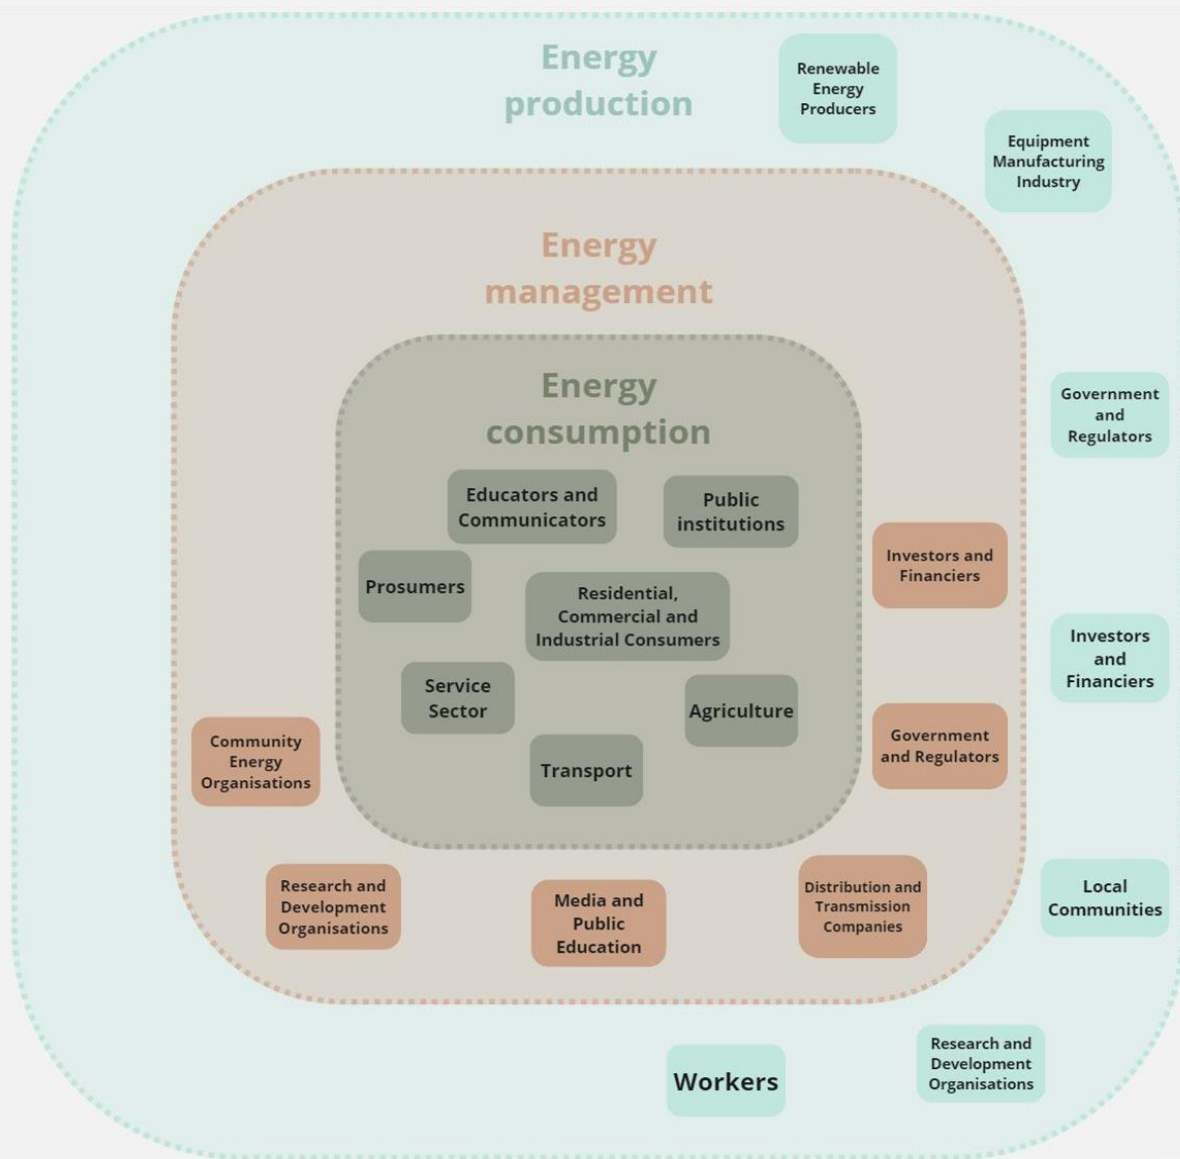 Energy
production
Renewable
Energy
Producers
Equipment
Manufacturing
Industry
Energy
management
Energy
consumption
Government
and
Regulators
Educators and
Communicators
Public
institutions
Prosumers
Residential,
Commercial and
Industrial Consumers
Investors and
Financiers
Investors
and
Financiers
Service
Sector
Agriculture
Government
and Regulators
Community
Energy
Organisations
Transport
Research and
Development
Organisations
Media and
Public
Education
Distribution and
Transmission
Companies
Local
Communities
Workers
Research and
Development
Organisations